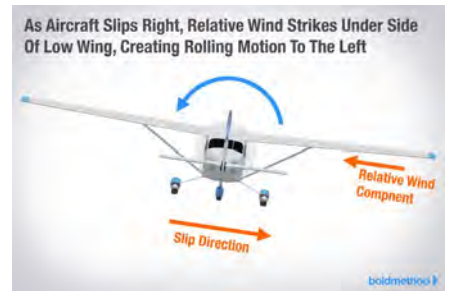 As Aircraft Slips Right, Relative Wind Strikes Under Side
Of Low Wing, Creating Rolling Motion To The Left
Relative Wind
Compnent
Slip Direction
boldmethod